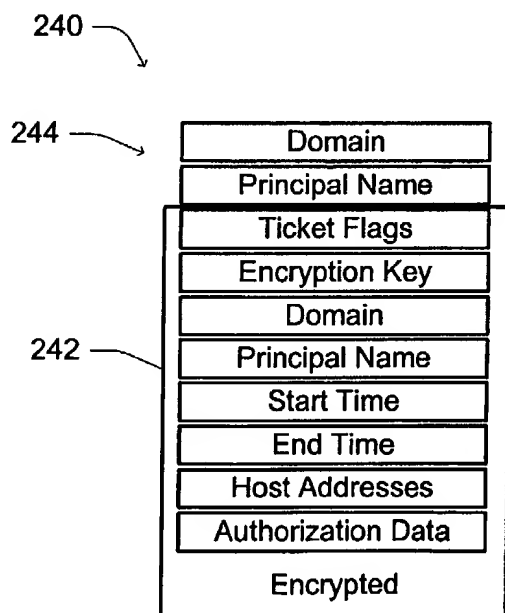 240
244
Domain
Principal Name
Ticket Flags
Encryption Key
Domain
242
Principal Name
Start Time
End Time
Host Addresses
Authorization Data
Encrypted